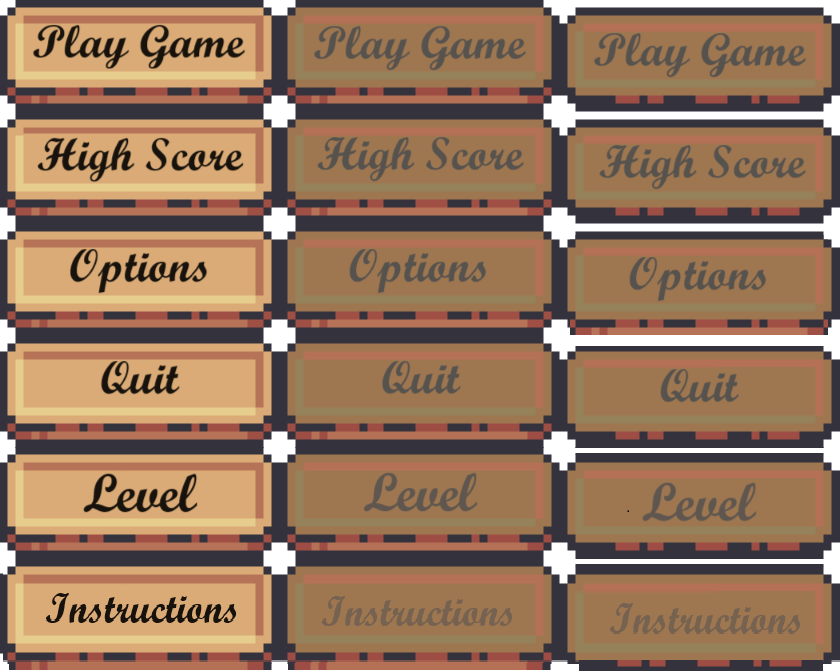 Play Game Play Game Play Game
High Score High Score High Score
Options Options Options
Quit Quit Quit
Level Level Level
Instructions Instructions Instructions